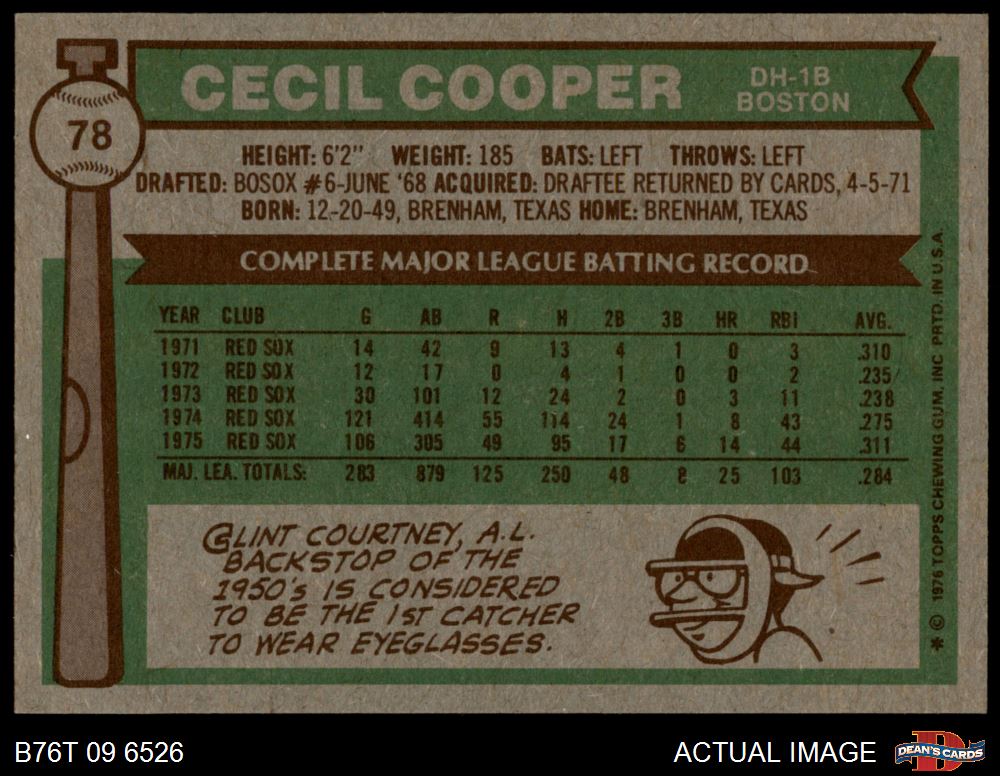 78
CECIL COOPER
DH-1B
BOSTON
HEIGHT: 6'2" WEIGHT: 185 BATS: LEFT THROWS: LEFT
DRAFTED: BOSOX #6-JUNE '68 ACQUIRED: DRAFTEE RETURNED BY CARDS, 4-5-71
BORN: 12-20-49, BRENHAM, TEXAS HOME: BRENHAM, TEXAS
COMPLETE MAJOR LEAGUE BATTING RECORD
YEAR CLUB G AB R H 2B 3B HR RBI AVG.
1971 RED SOX 14 42 9 13 4 1 0 3 .310
1972 RED SOX 12 17 0 4 1 0 0 2 .235
1973 RED SOX 30 101 12 24 2 0 3 11 .238
1974 RED SOX 121 414 55 114 24 1 8 43 .275
1975 RED SOX 106 305 49 95 17 6 14 44 .311
MAJ. LEA. TOTALS: 283 879 125 250 48 8 25 103 .284
CLINT COURTNEY, A.L.
BACKSTOP OF THE
1950's IS CONSIDERED
TO BE THE 1ST CATCHER
TO WEAR EYEGLASSES.
* © 1976 TOPPS CHEWING GUM, INC PRTD. IN U.S.A.
B76T 09 6526
ACTUAL IMAGE
DEAN'S CARDS